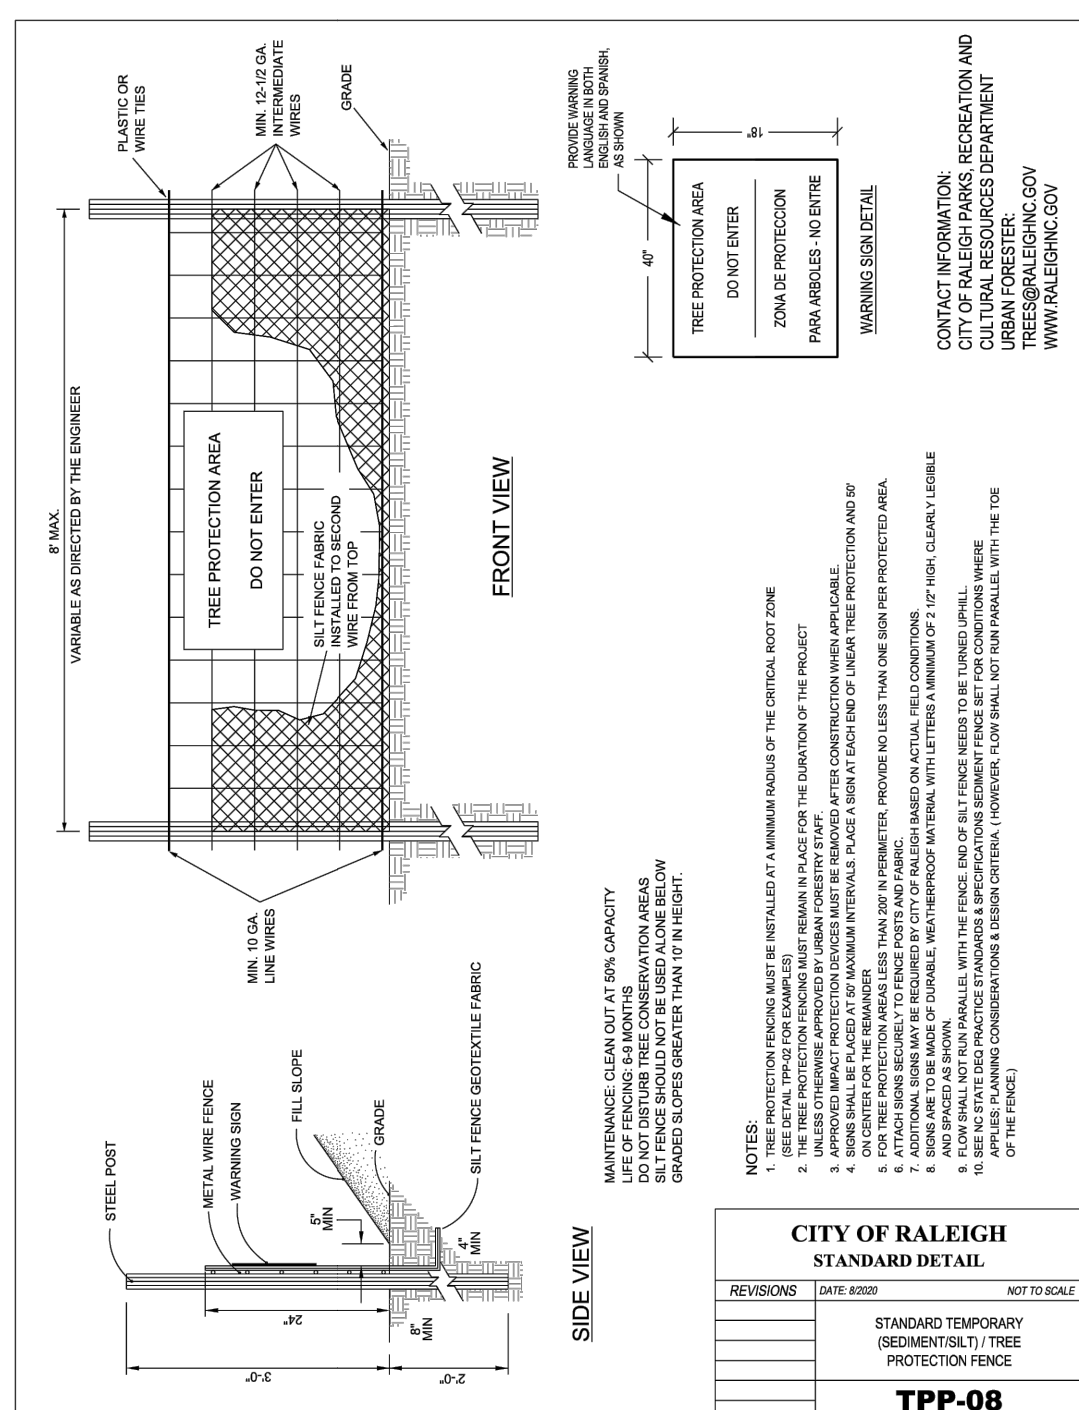 8' MAX.
VARIABLE AS DIRECTED BY THE ENGINEER
PLASTIC OR
WIRE TIES
MIN. 12-1/2 GA.
INTERMEDIATE
WIRES
GRADE
TREE PROTECTION AREA
DO NOT ENTER
SILT FENCE FABRIC
INSTALLED TO SECOND
WIRE FROM TOP
MIN. 10 GA.
LINE WIRES
FRONT VIEW
PROVIDE WARNING
LANGUAGE IN BOTH
ENGLISH AND SPANISH,
AS SHOWN
40"
18"
TREE PROTECTION AREA
DO NOT ENTER
ZONA DE PROTECCION
PARA ARBOLES - NO ENTRE
WARNING SIGN DETAIL
CONTACT INFORMATION:
CITY OF RALEIGH PARKS, RECREATION AND
CULTURAL RESOURCES DEPARTMENT
URBAN FORESTER:
TREES@RALEIGHNC.GOV
WWW.RALEIGHNC.GOV
STEEL POST
METAL WIRE FENCE
WARNING SIGN
FILL SLOPE
GRADE
SILT FENCE GEOTEXTILE FABRIC
5"
MIN
4"
MIN
8"
MIN
24"
3'-0"
2'-0"
SIDE VIEW
MAINTENANCE: CLEAN OUT AT 50% CAPACITY
LIFE OF FENCING: 6-9 MONTHS
DO NOT DISTURB TREE CONSERVATION AREAS
SILT FENCE SHOULD NOT BE USED ALONE BELOW
GRADED SLOPES GREATER THAN 10' IN HEIGHT.
NOTES:
1. TREE PROTECTION FENCING MUST BE INSTALLED AT A MINIMUM RADIUS OF THE CRITICAL ROOT ZONE
(SEE DETAIL TPP-02 FOR EXAMPLES)
2. THE TREE PROTECTION FENCING MUST REMAIN IN PLACE FOR THE DURATION OF THE PROJECT
UNLESS OTHERWISE APPROVED BY URBAN FORESTRY STAFF.
3. APPROVED IMPACT PROTECTION DEVICES MUST BE REMOVED AFTER CONSTRUCTION WHEN APPLICABLE.
4. SIGNS SHALL BE PLACED AT 50' MAXIMUM INTERVALS. PLACE A SIGN AT EACH END OF LINEAR TREE PROTECTION AND 50'
ON CENTER FOR THE REMAINDER
5. FOR TREE PROTECTION AREAS LESS THAN 200' IN PERIMETER, PROVIDE NO LESS THAN ONE SIGN PER PROTECTED AREA.
6. ATTACH SIGNS SECURELY TO FENCE POSTS AND FABRIC.
7. ADDITIONAL SIGNS MAY BE REQUIRED BY CITY OF RALEIGH BASED ON ACTUAL FIELD CONDITIONS.
8. SIGNS ARE TO BE MADE OF DURABLE, WEATHERPROOF MATERIAL WITH LETTERS A MINIMUM OF 2 1/2" HIGH, CLEARLY LEGIBLE
AND SPACED AS SHOWN.
9. FLOW SHALL NOT RUN PARALLEL WITH THE FENCE. END OF SILT FENCE NEEDS TO BE TURNED UPHILL.
10. SEE NC STATE DEQ PRACTICE STANDARDS & SPECIFICATIONS SEDIMENT FENCE SET FOR CONDITIONS WHERE
APPLIES; PLANNING CONSIDERATIONS & DESIGN CRITERIA. ( HOWEVER, FLOW SHALL NOT RUN PARALLEL WITH THE TOE
OF THE FENCE.)
CITY OF RALEIGH
STANDARD DETAIL
REVISIONS
DATE: 8/2020
NOT TO SCALE
STANDARD TEMPORARY
(SEDIMENT/SILT) / TREE
PROTECTION FENCE
TPP-08